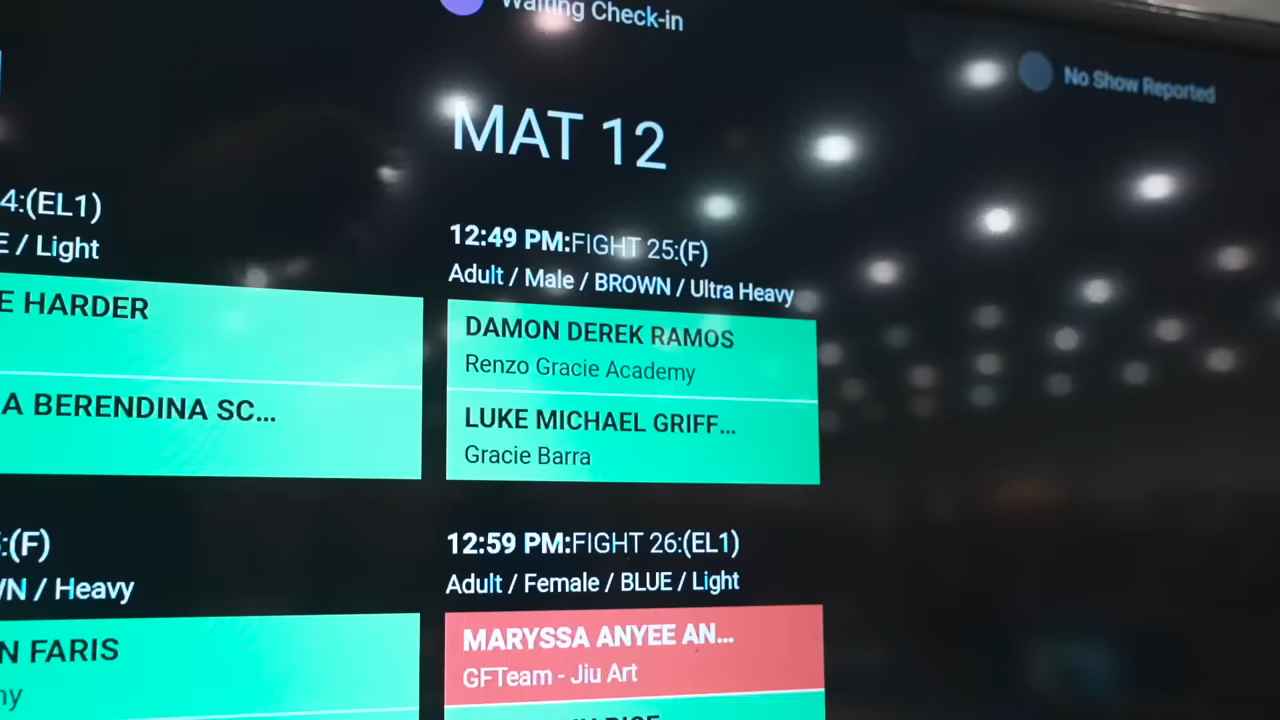 Waiting Check-in
No Show Reported
MAT 12
4:(EL1)
E / Light
E HARDER
A BERENDINA SC...
:(F)
/N / Heavy
N FARIS
ny
12:49 PM:FIGHT 25:(F)
Adult / Male / BROWN / Ultra Heavy
DAMON DEREK RAMOS
Renzo Gracie Academy
LUKE MICHAEL GRIFF...
Gracie Barra
12:59 PM:FIGHT 26:(EL1)
Adult / Female / BLUE / Light
MARYSSA ANYEE AN...
GFTeam - Jiu Art